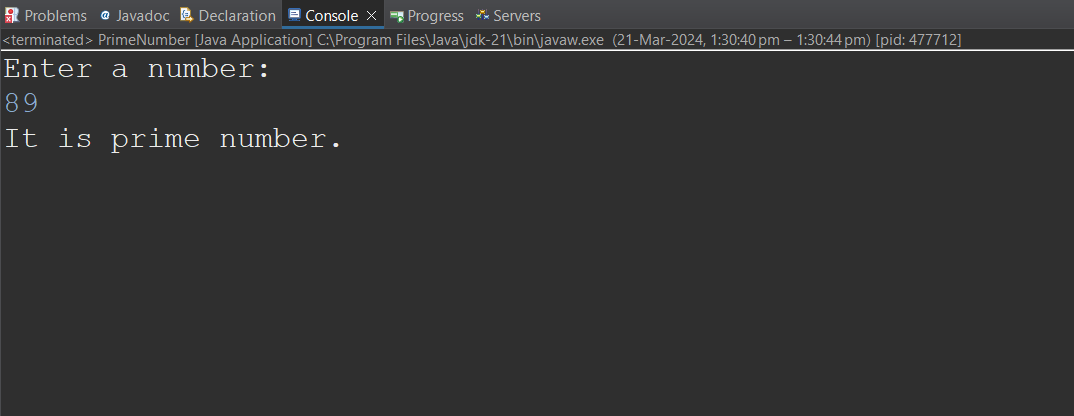 Problems Javadoc Declaration Console Progress Servers
<terminated> PrimeNumber [Java Application] C:\Program Files\Java\jdk-21\bin\javaw.exe (21-Mar-2024, 1:30:40 pm – 1:30:44 pm) [pid: 477712]
Enter a number:
89
It is prime number.